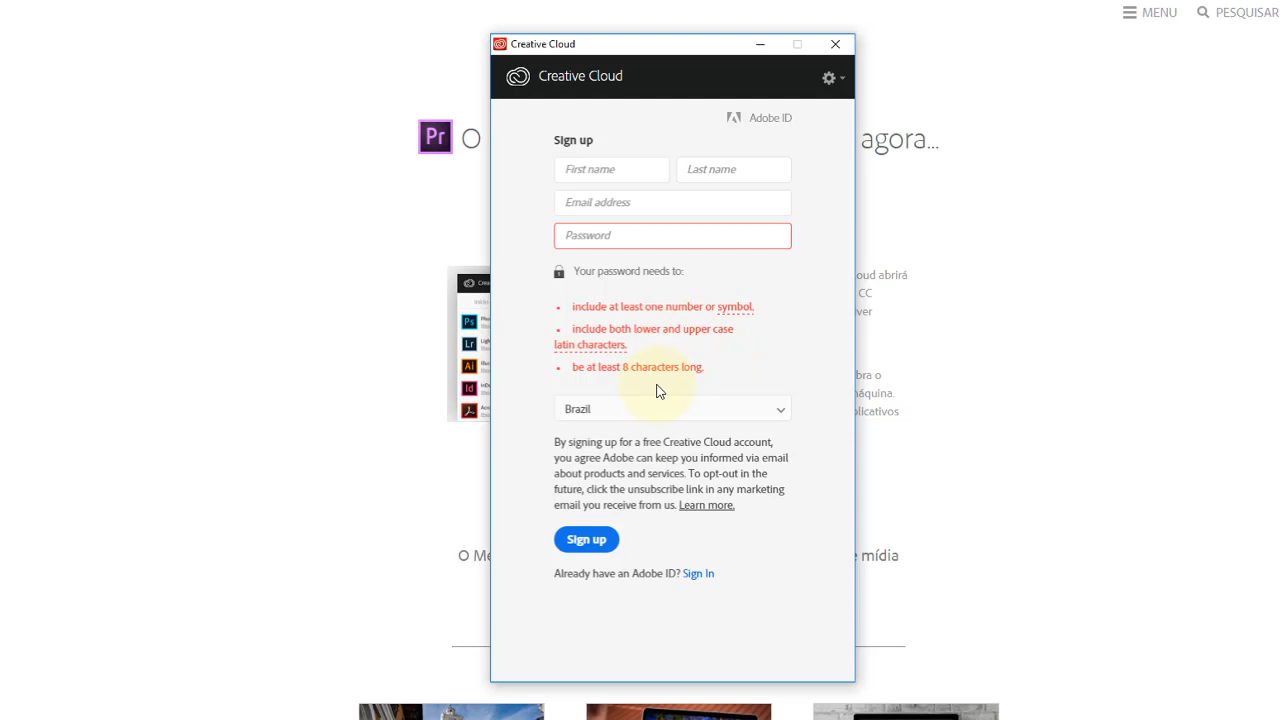 MENU PESQUISAR
Creative Cloud
Creative Cloud
Adobe ID
Pr O agora...
Sign up
First name Last name
Email address
Password
Your password needs to:
include at least one number or symbol.
include both lower and upper case
latin characters.
be at least 8 characters long.
Brazil
By signing up for a free Creative Cloud account,
you agree Adobe can keep you informed via email
about products and services. To opt-out in the
future, click the unsubscribe link in any marketing
email you receive from us. Learn more.
Sign up
Already have an Adobe ID? Sign In
Ps
Lr
Ai
Id
oud abrirá
CC
ver
bra o
máquina.
plicativos
O Me e mídia